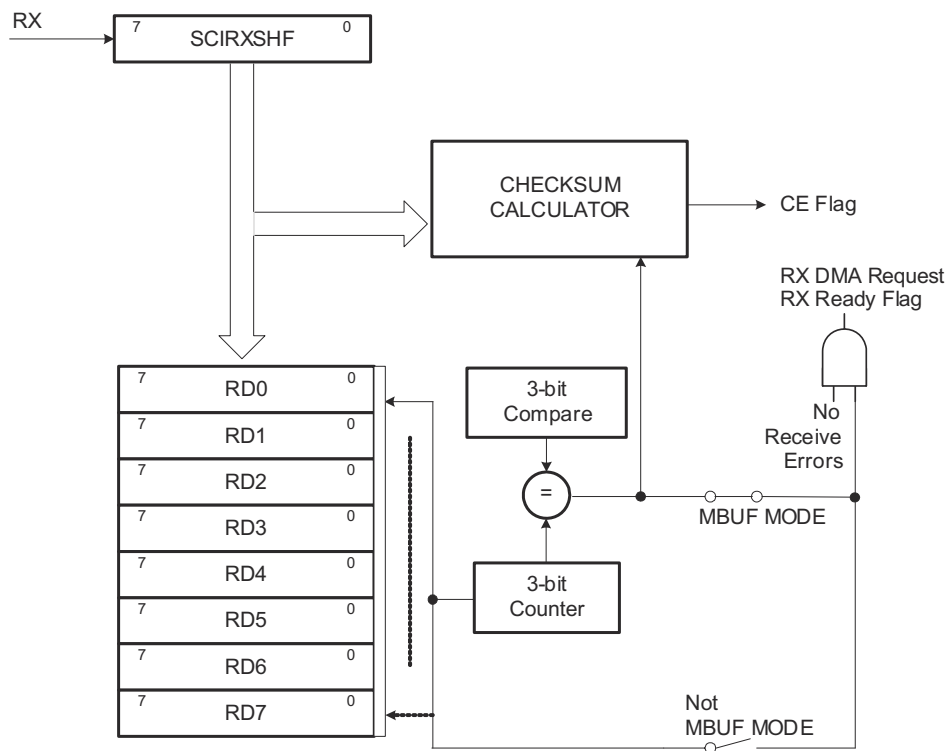 RX
7 SCIRXSHF 0
CHECKSUM
CALCULATOR
CE Flag
RX DMA Request
RX Ready Flag
No
Receive
Errors
7 RD0 0
7 RD1 0
7 RD2 0
7 RD3 0
7 RD4 0
7 RD5 0
7 RD6 0
7 RD7 0
3-bit
Compare
=
MBUF MODE
3-bit
Counter
Not
MBUF MODE